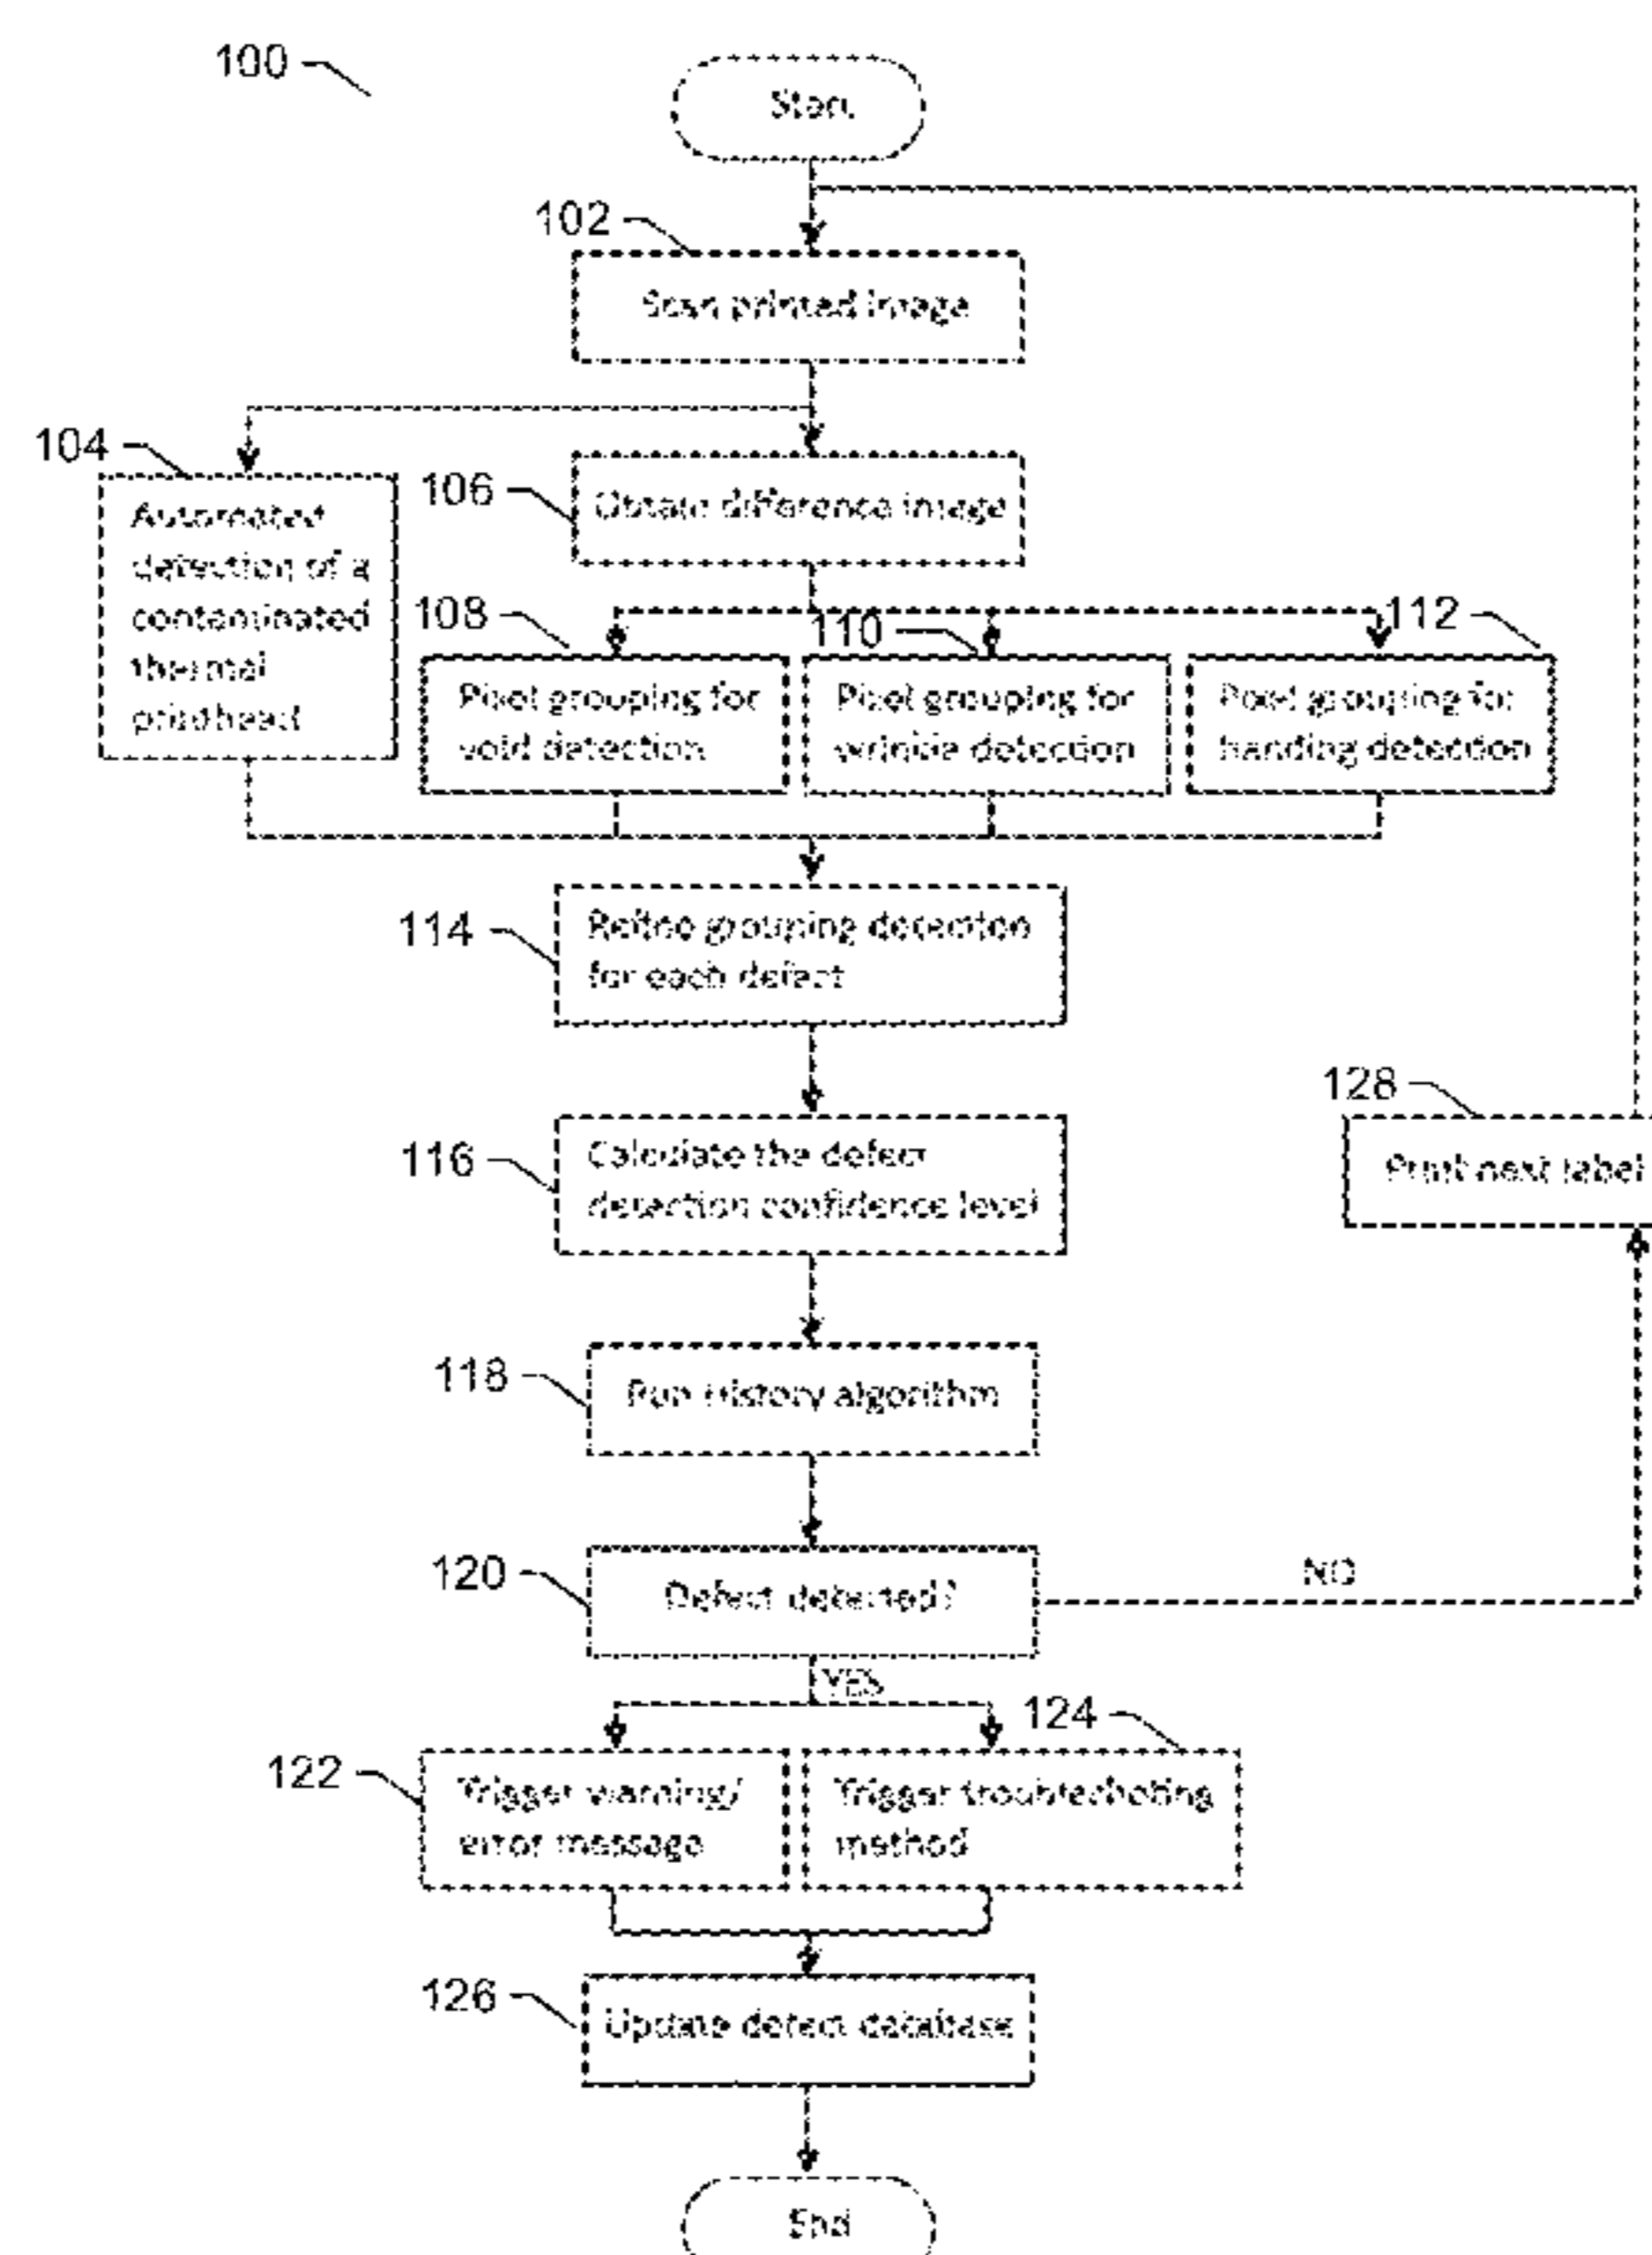 100
Start
102
Scan printed image
104
Automated
detection of a
contaminated
thermal
printhead
106
Obtain difference image
108
Pixel grouping for
void detection
110
Pixel grouping for
wrinkle detection
112
Pixel grouping for
banding detection
114
Refine grouping detection
for each defect
116
Calculate the defect
detection confidence level
118
Run History algorithm
120
Defect detected?
NO
128
Print next label
YES
122
Trigger warning/
error message
124
Trigger troubleshooting
method
126
Update defect database
End